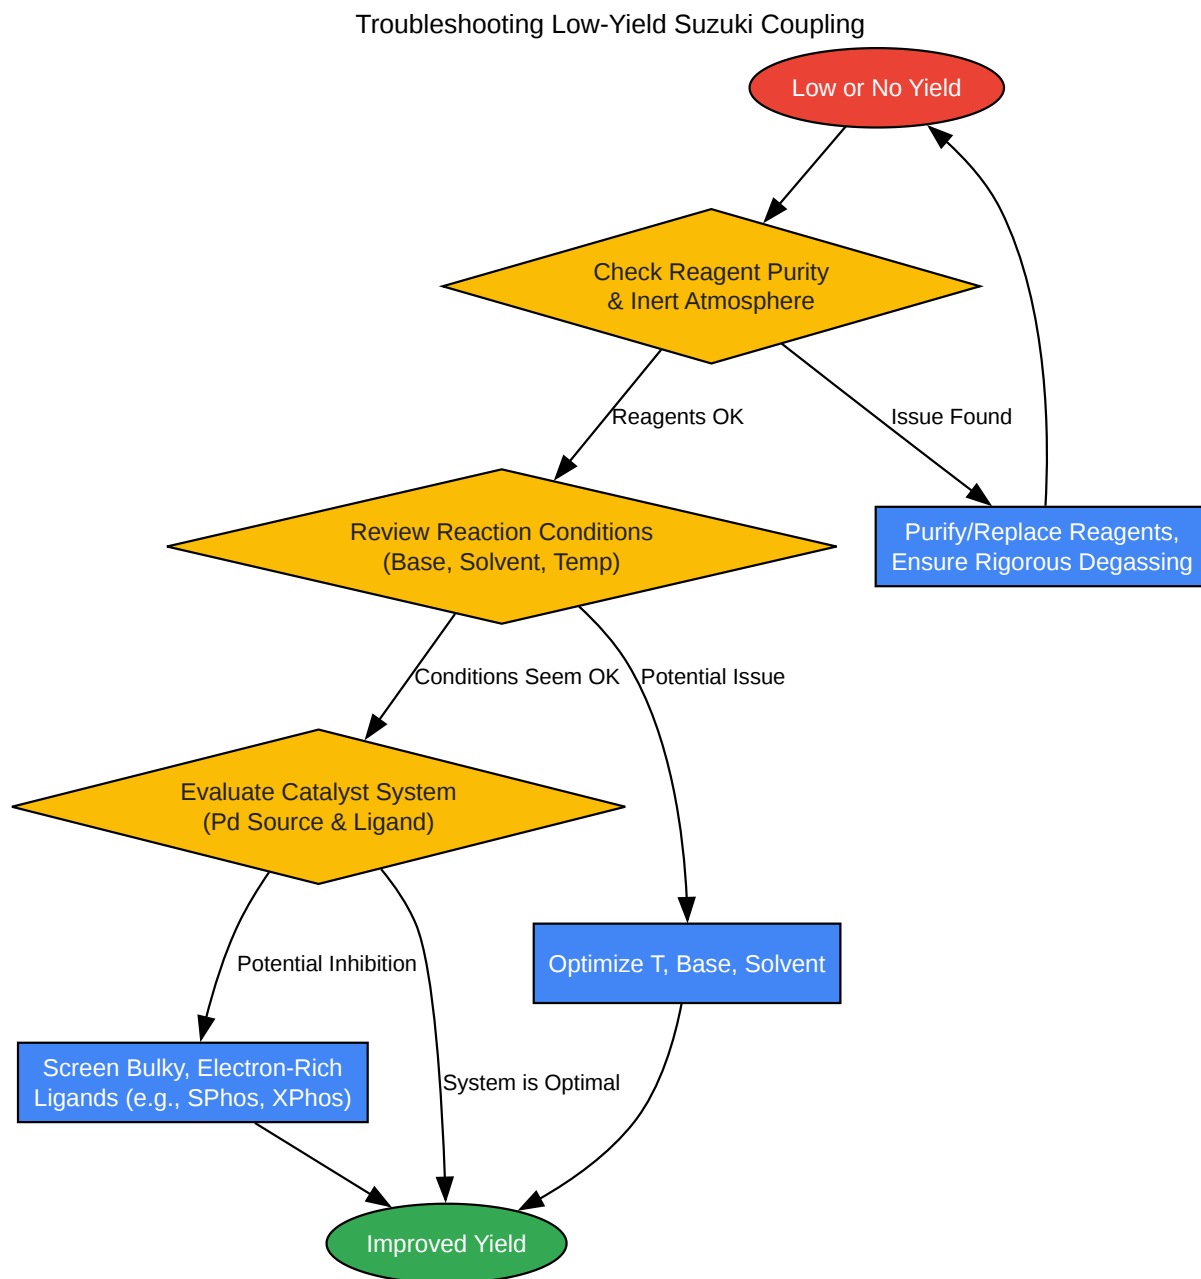 Troubleshooting Low-Yield Suzuki Coupling
Low or No Yield
Check Reagent Purity
& Inert Atmosphere
Reagents OK
Issue Found
Review Reaction Conditions
(Base, Solvent, Temp)
Purify/Replace Reagents,
Ensure Rigorous Degassing
Conditions Seem OK
Potential Issue
Evaluate Catalyst System
(Pd Source & Ligand)
Potential Inhibition
Optimize T, Base, Solvent
Screen Bulky, Electron-Rich
Ligands (e.g., SPhos, XPhos)
System is Optimal
Improved Yield